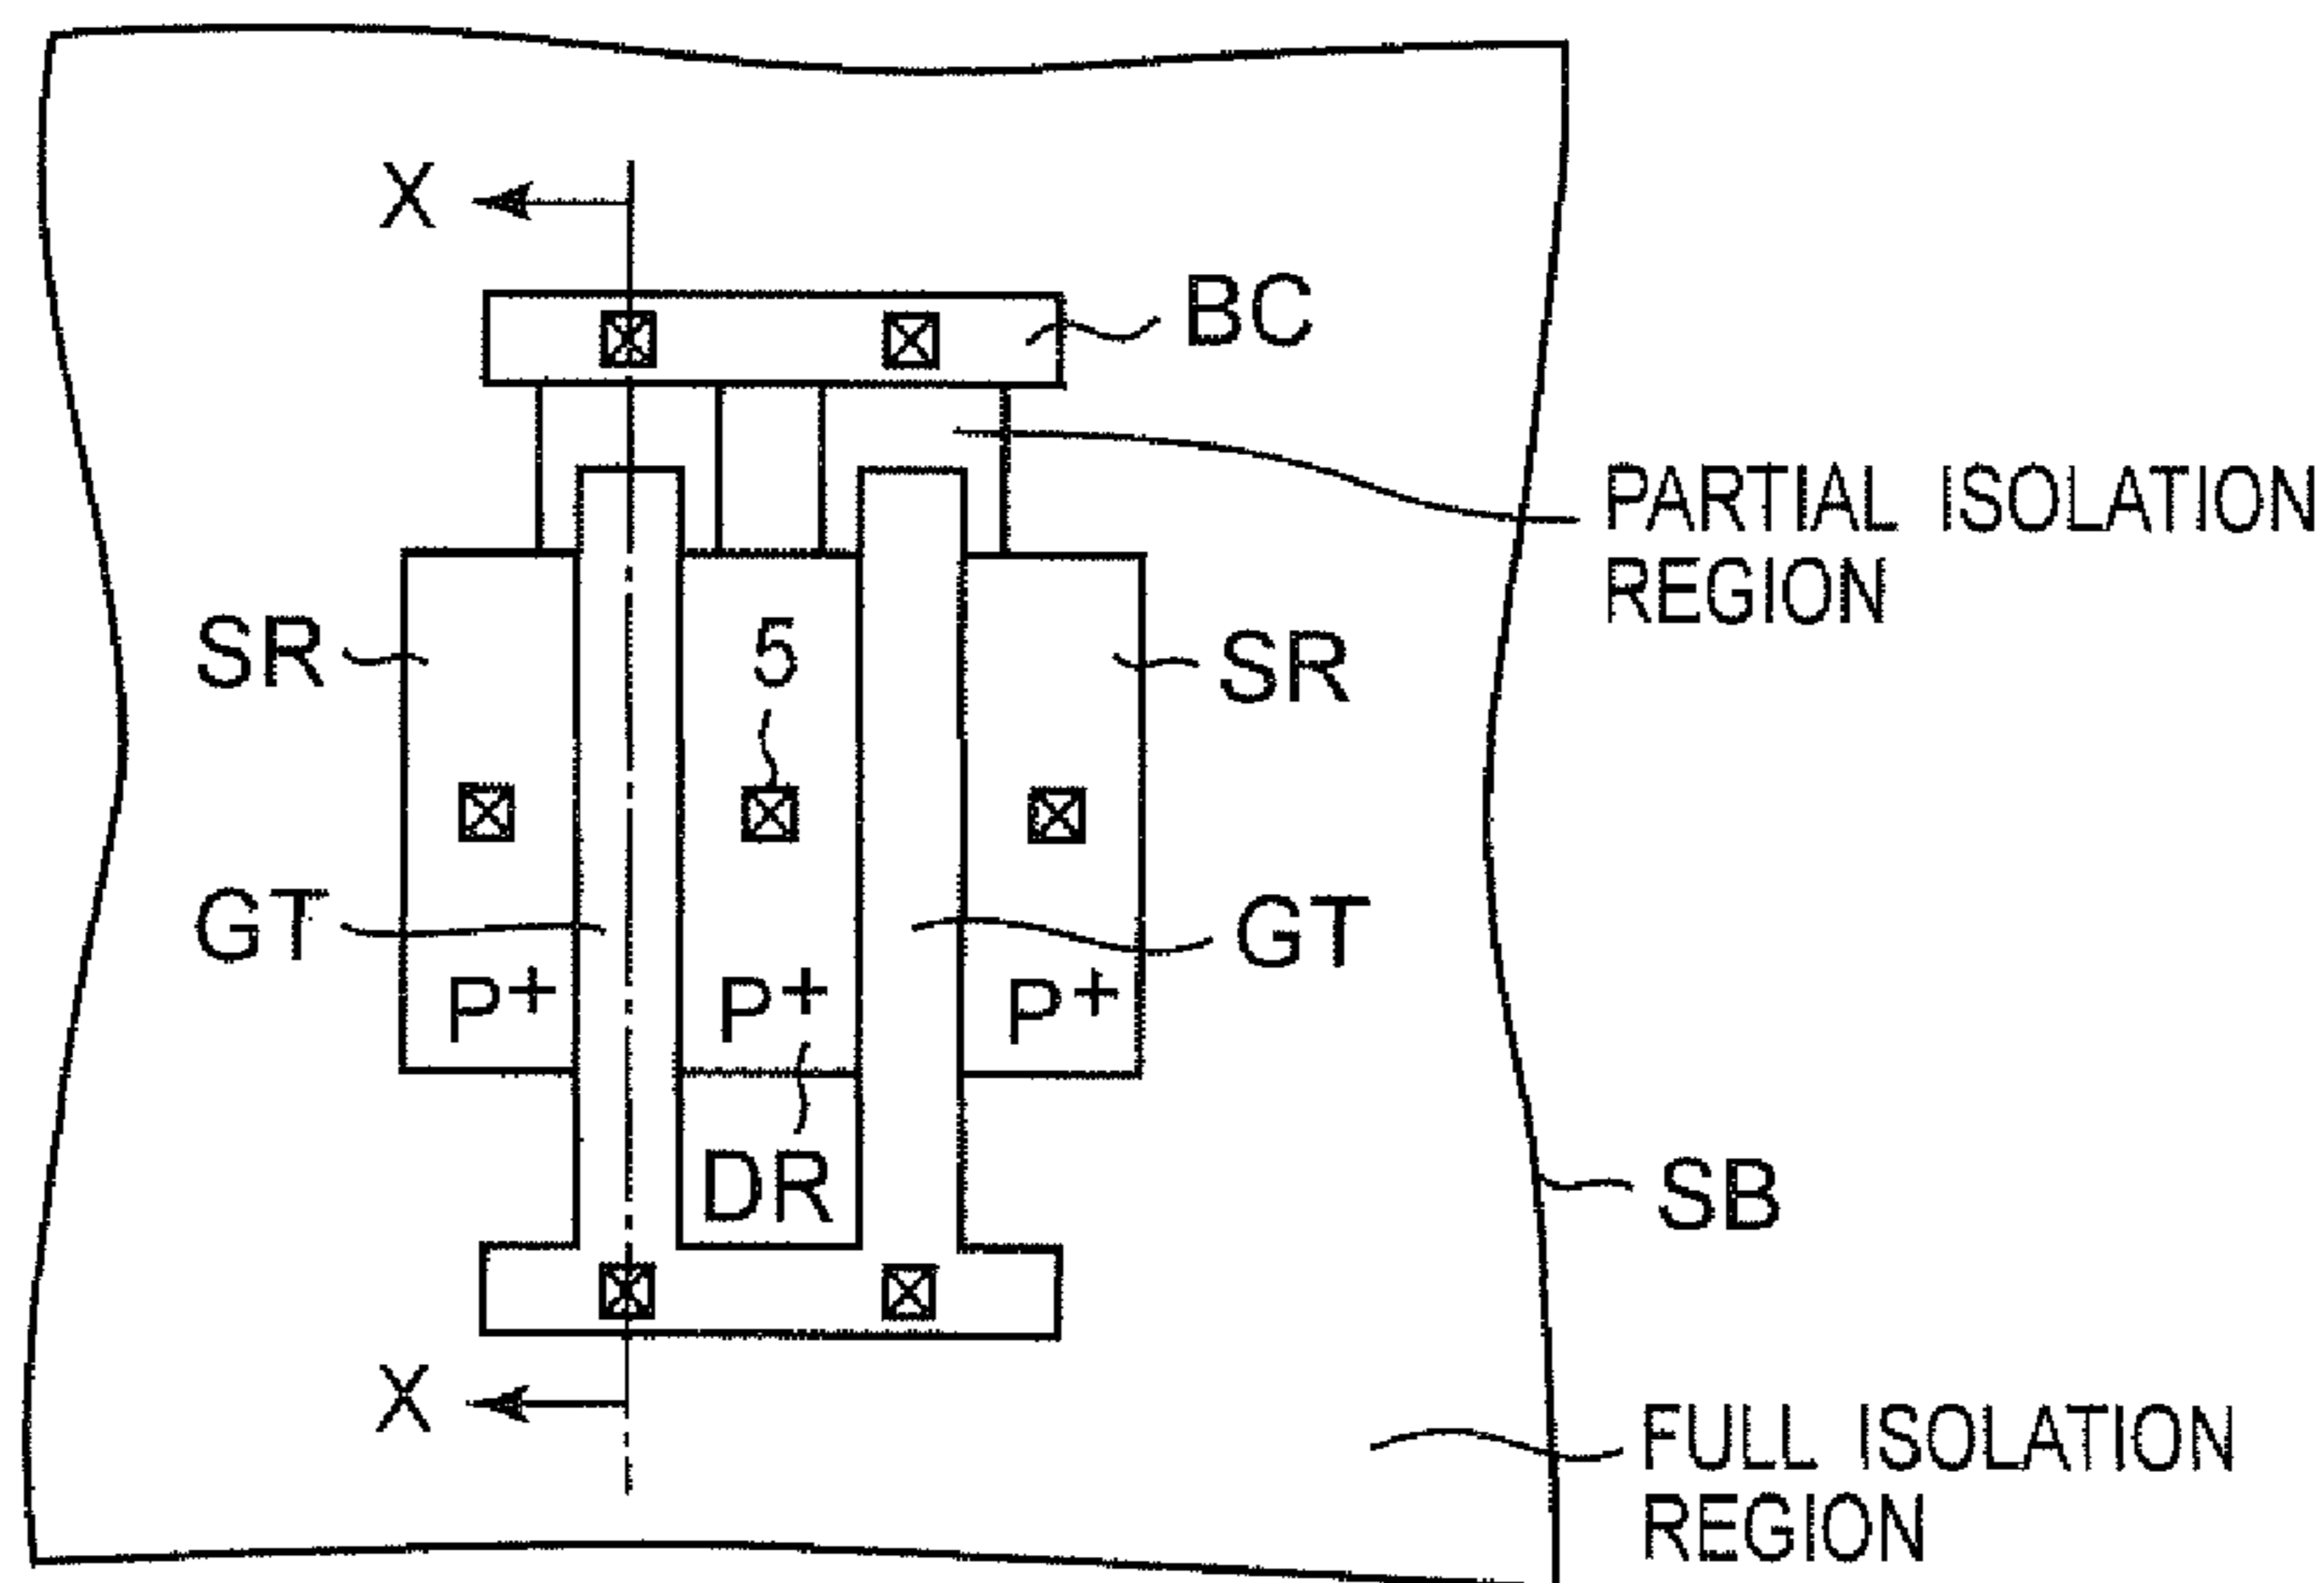 X
BC
PARTIAL ISOLATION
REGION
SR
5
SR
GT
GT
P+
P+
P+
DR
SB
X
FULL ISOLATION
REGION